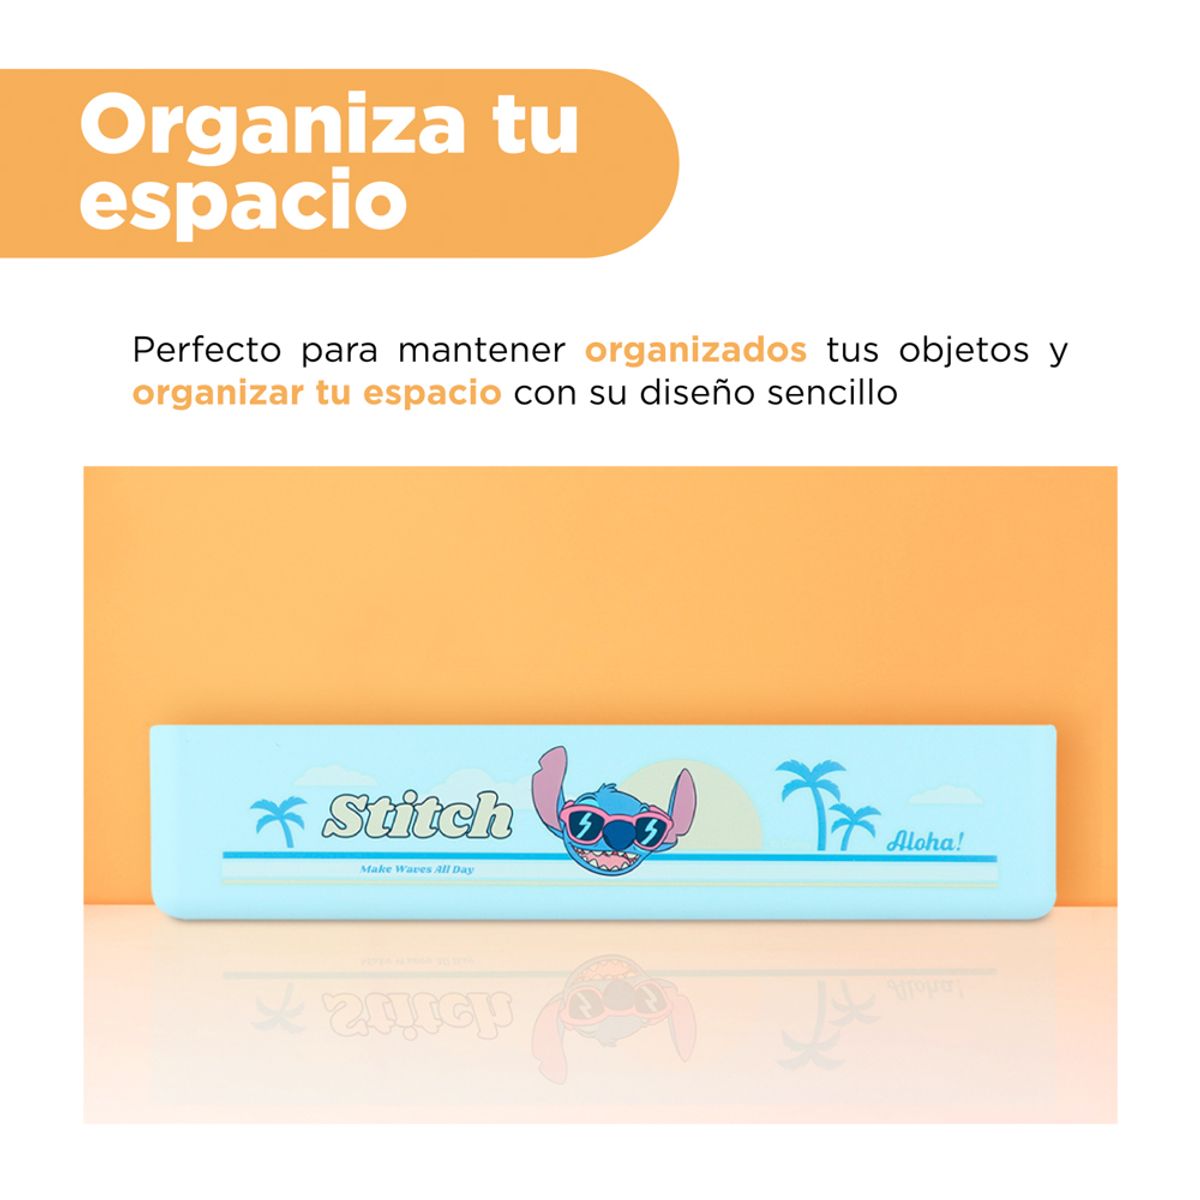 Organiza tu
espacio
Perfecto para mantener organizados tus objetos y
organizar tu espacio con su diseño sencillo
Stitch
Aloha!
Make Waves All Day